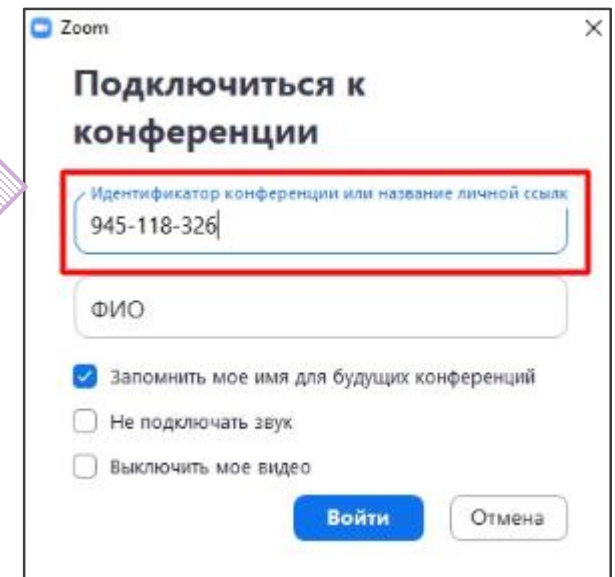 Zoom
Подключиться к
конференции
Идентификатор конференции или название личной ссылк
945-118-326
ФИО
Запомнить мое имя для будущих конференций
Не подключать звук
Выключить мое видео
Войти Отмена